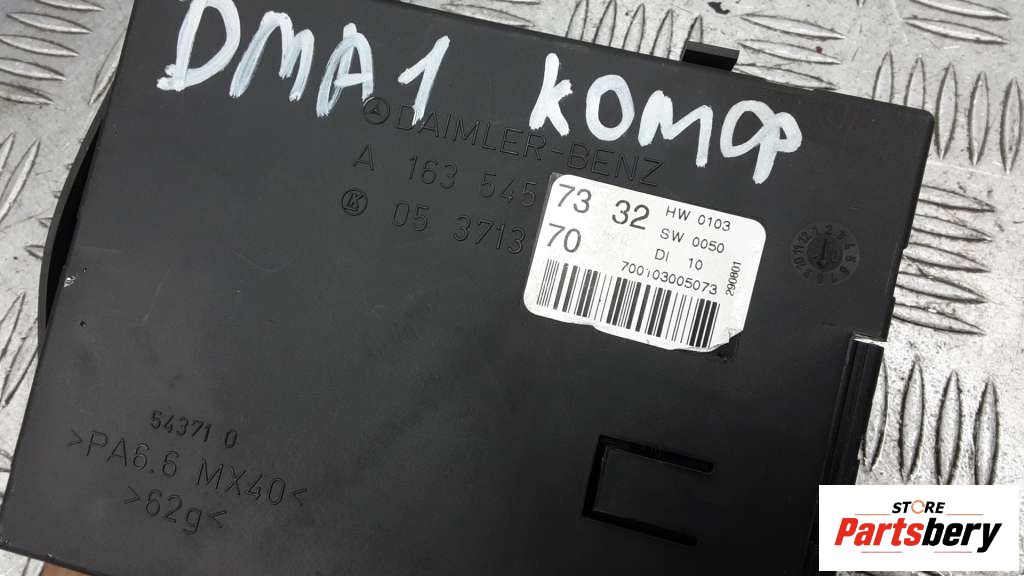 DMA1 КОМФ
DAIMLER-BENZ
A 163 545 73 32
05 3713 70
HW 0103
SW 0050
DI 10
700103005073
290801
54371 0
>PA6.6 MX40<
>62g<
STORE
Partsbery